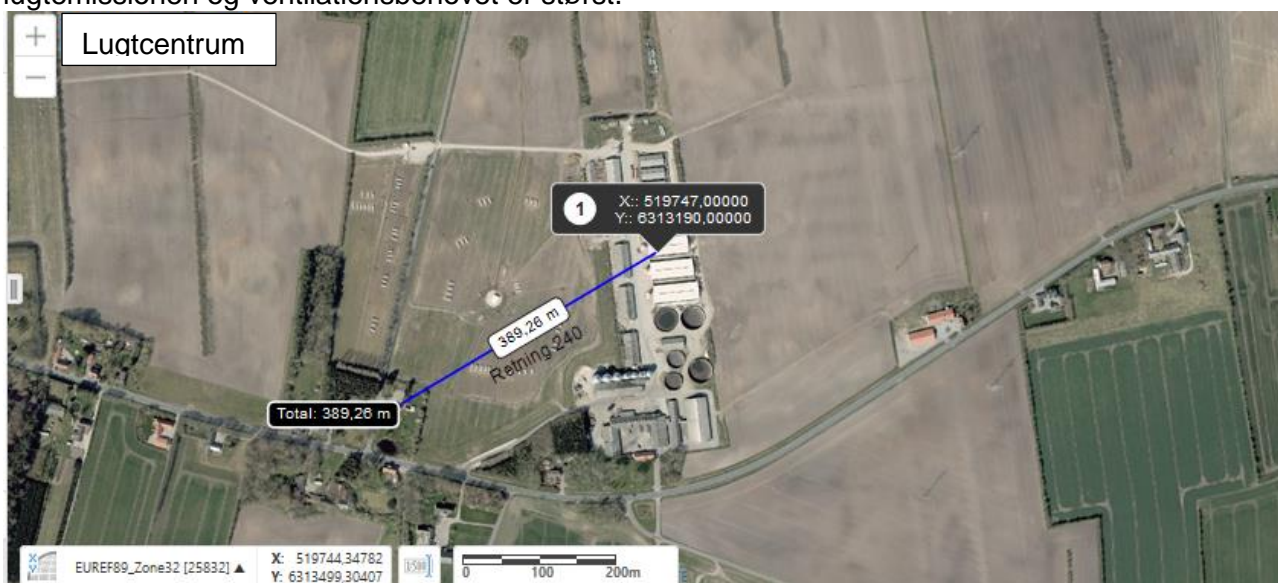 lugtemissionen og ventilationsbehovet er størst.
Lugtcentrum
1
X:: 519747,00000
Y:: 6313190,00000
389,26 m
Retning 240
Total: 389,26 m
EUREF89_Zone32 [25832] ▲
X: 519744,34782
Y: 6313499,30407
0 100 200m